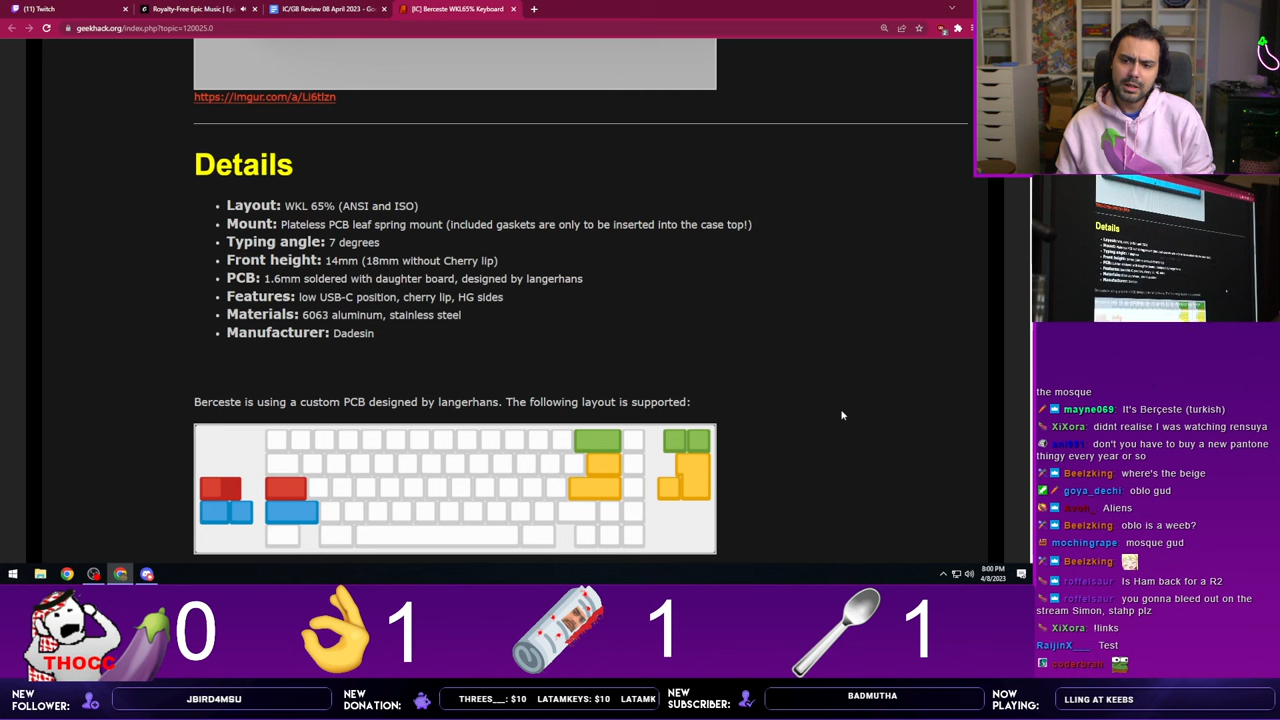 (11) Twitch
Royalty-Free Epic Music | Epi
IC/GB Review 08 April 2023 - Go
[IC] Berceste WKL65% Keyboard
geekhack.org/index.php?topic=120025.0
https://imgur.com/a/Li6tlzn
Details
Layout: WKL 65% (ANSI and ISO)
Mount: Plateless PCB leaf spring mount (included gaskets are only to be inserted into the case top!)
Typing angle: 7 degrees
Front height: 14mm (18mm without Cherry lip)
PCB: 1.6mm soldered with daughter board, designed by langerhans
Features: low USB-C position, cherry lip, HG sides
Materials: 6063 aluminum, stainless steel
Manufacturer: Dadesin
Berceste is using a custom PCB designed by langerhans. The following layout is supported:
Details
the mosque
mayne069: It's Berçeste (turkish)
XiXora: didnt realise I was watching rensuya
don't you have to buy a new pantone
thingy every year or so
Beelzking: where's the beige
goya_dechi: oblo gud
Aliens
Beelzking: oblo is a weeb?
mochingrape: mosque gud
Beelzking:
roffelsaur: Is Ham back for a R2
roffelsaur: you gonna bleed out on the
stream Simon, stahp plz
XiXora: !links
RaijinX___ Test
coderbrah
8:00 PM
4/8/2023
THOCC
0
1
1
1
NEW
FOLLOWER:
JBIRD4MSU
NEW
DONATION:
THREES__: $10 LATAMKEYS: $10 LATAMK
NEW
SUBSCRIBER:
BADMUTHA
NOW
PLAYING:
LLING AT KEEBS